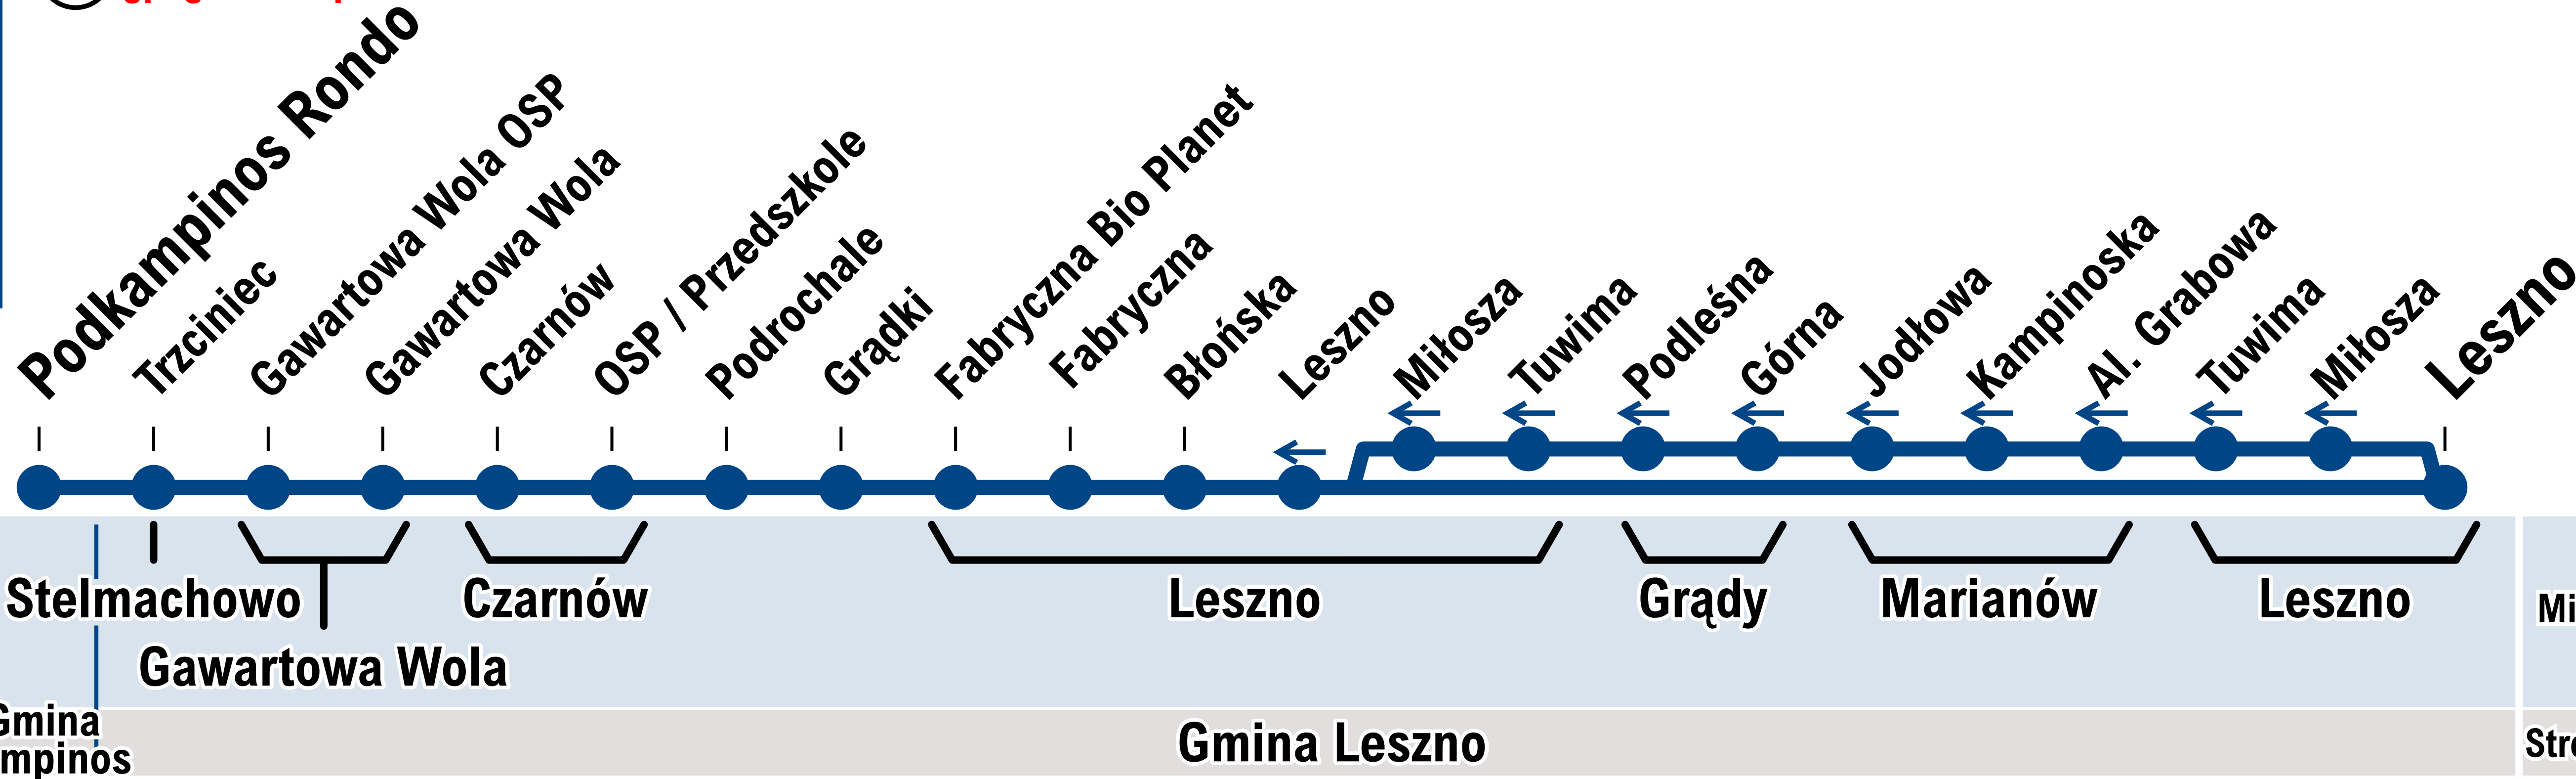 Podkampinos Rondo
Trzciniec
Gawartowa Wola OSP
Gawartowa Wola
Czarnów
OSP / Przedszkole
Podrochale
Grądki
Fabryczna Bio Planet
Fabryczna
Błońska
Leszno
Miłosza
Tuwima
Podleśna
Górna
Jodłowa
Kampinoska
Al. Grabowa
Tuwima
Miłosza
Leszno
Stelmachowo
Gawartowa Wola
Czarnów
Leszno
Grądy
Marianów
Leszno
Gmina
Gmina Leszno